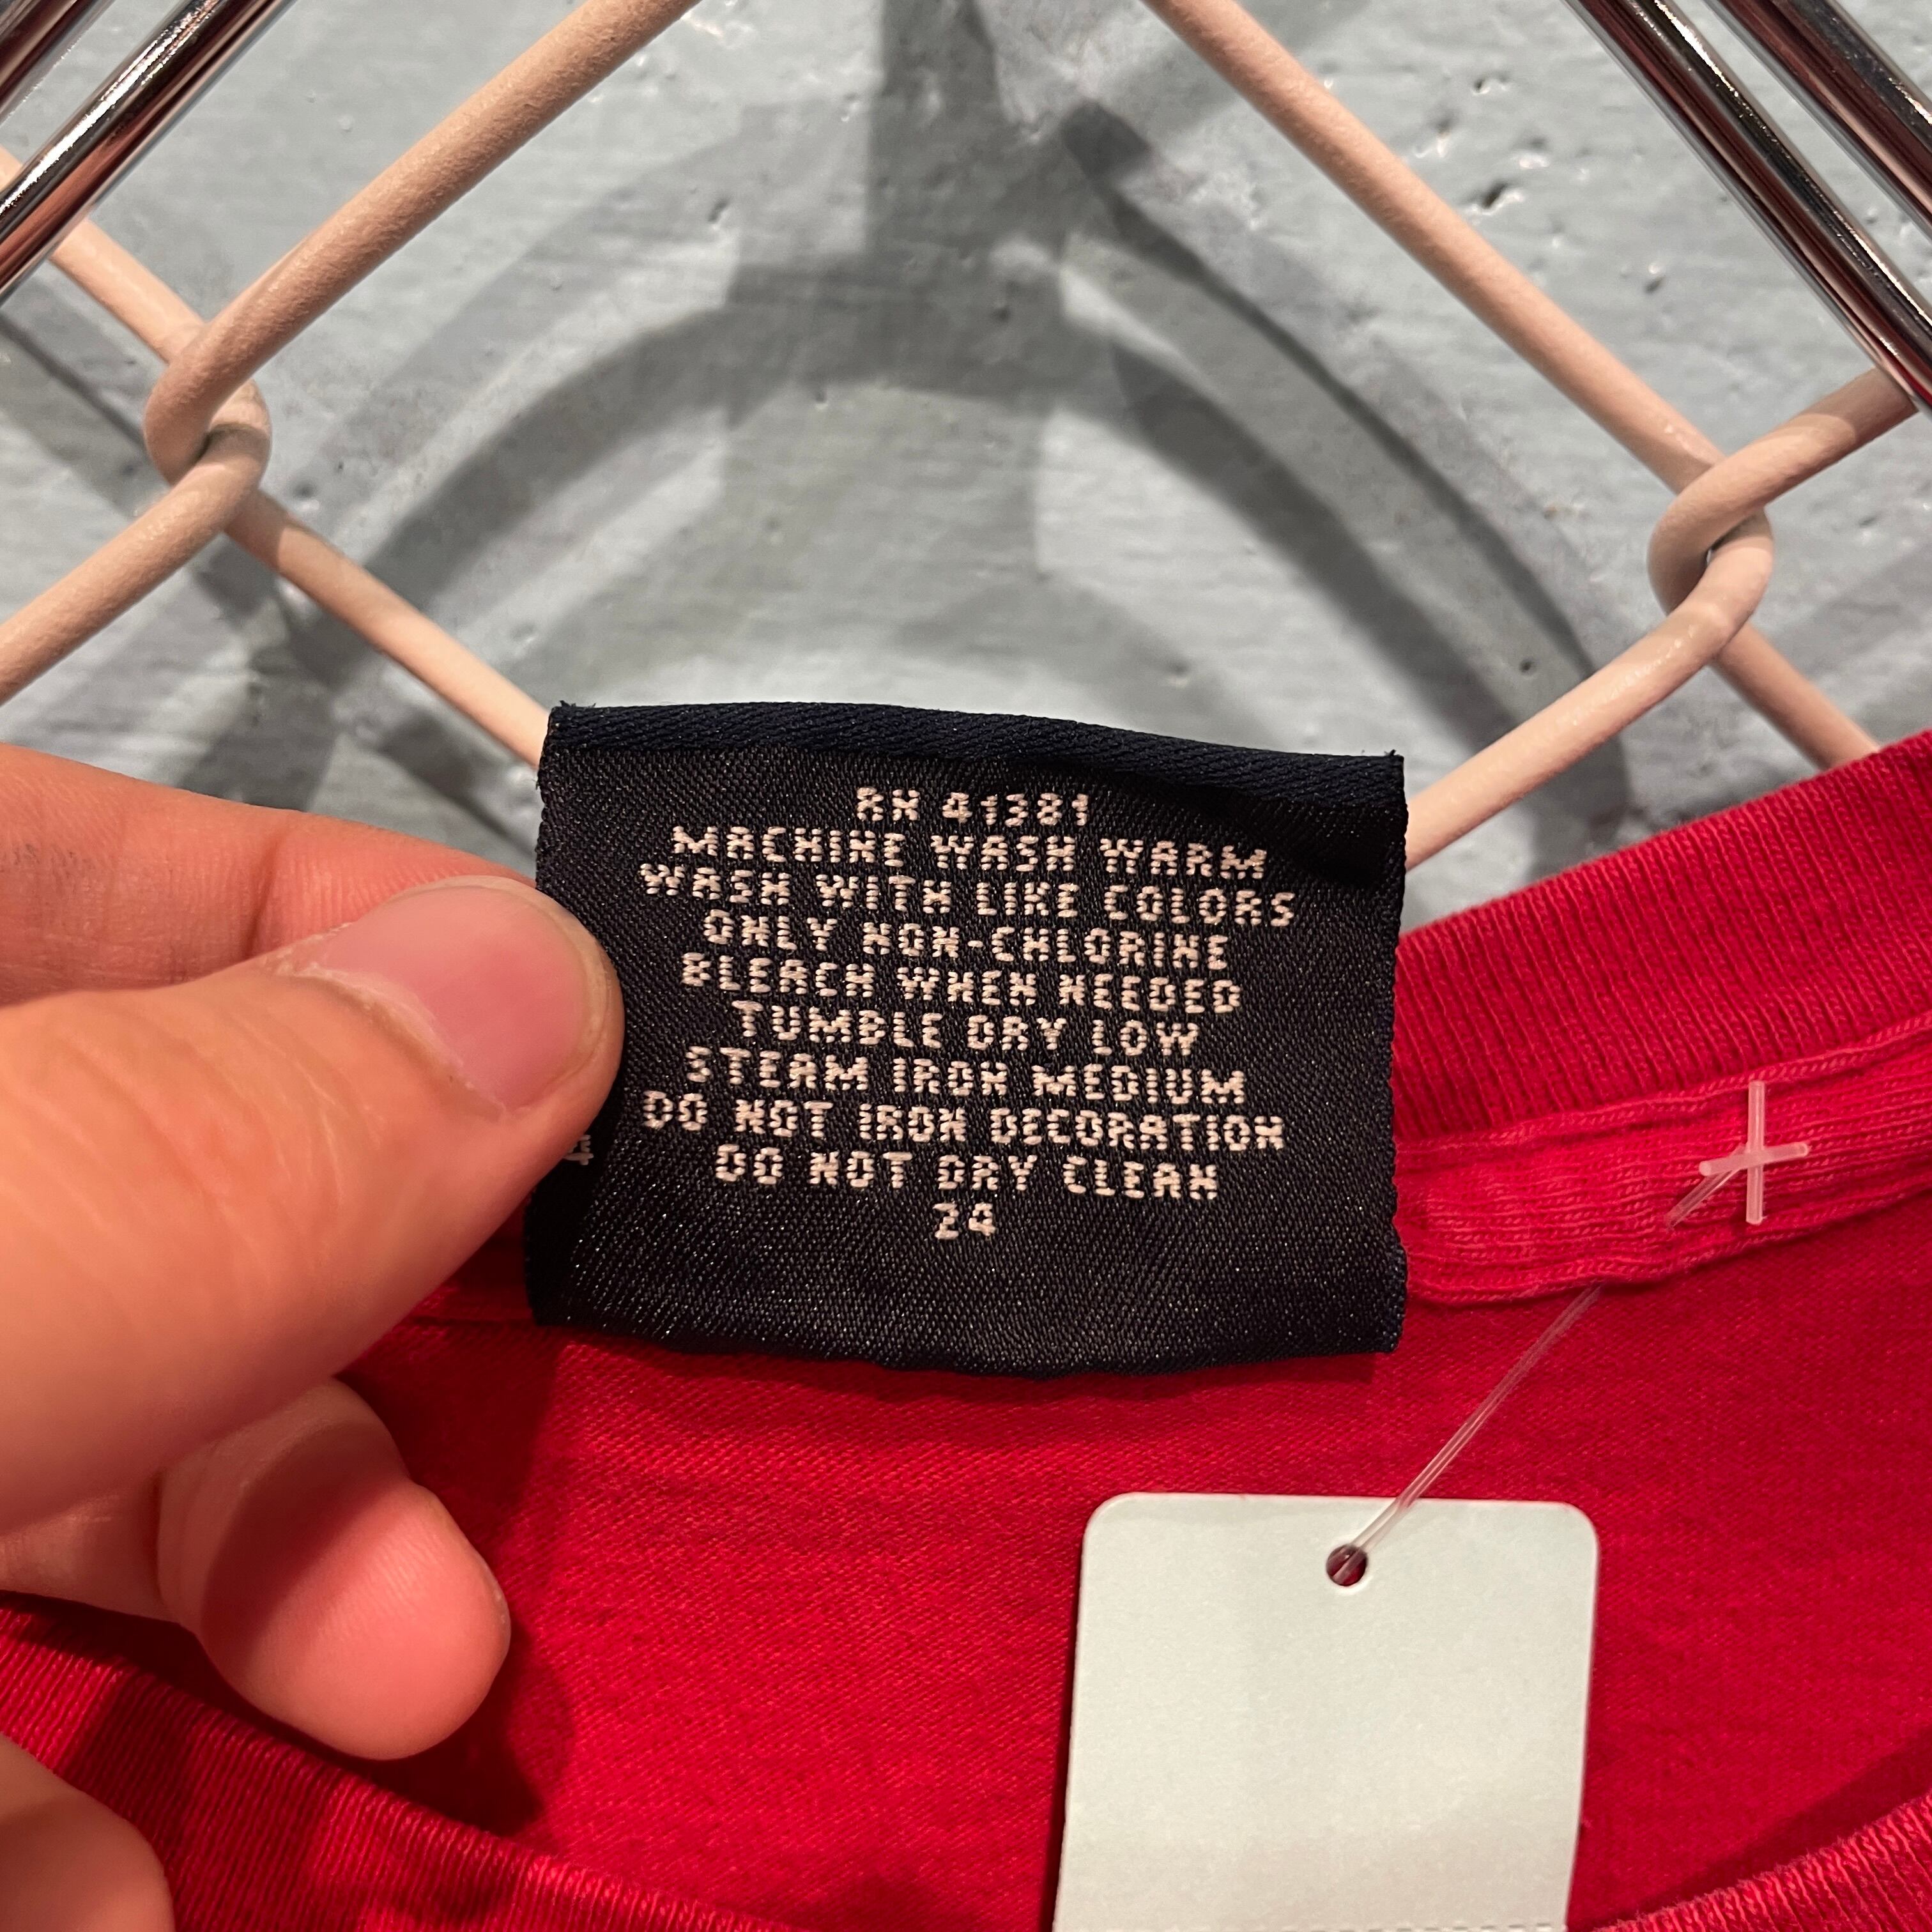 RN 41381
MACHINE WASH WARM
WASH WITH LIKE COLORS
ONLY NON-CHLORINE
BLEACH WHEN NEEDED
TUMBLE DRY LOW
STEAM IRON MEDIUM
DO NOT IRON DECORATION
DO NOT DRY CLEAN
24